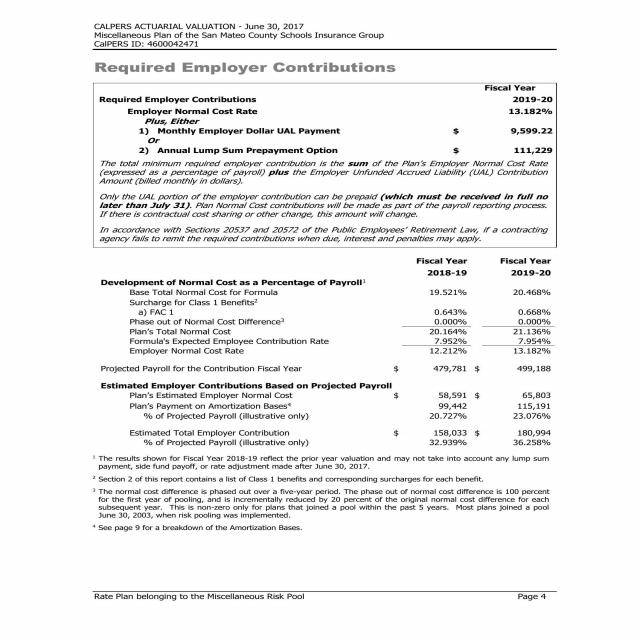 CALPERS ACTUARIAL VALUATION - June 30, 2017
Miscellaneous Plan of the San Mateo County Schools Insurance Group
CalPERS ID: 4600042471
Required Employer Contributions
Fiscal Year
Required Employer Contributions 2019-20
Employer Normal Cost Rate 13.182%
Plus, Either
1) Monthly Employer Dollar UAL Payment $ 9,599.22
Or
2) Annual Lump Sum Prepayment Option $ 111,229
The total minimum required employer contribution is the sum of the Plan's Employer Normal Cost Rate
(expressed as a percentage of payroll) plus the Employer Unfunded Accrued Liability (UAL) Contribution
Amount (billed monthly in dollars).
Only the UAL portion of the employer contribution can be prepaid (which must be received in full no
later than July 31). Plan Normal Cost contributions will be made as part of the payroll reporting process.
If there is contractual cost sharing or other change, this amount will change.
In accordance with Sections 20537 and 20572 of the Public Employees' Retirement Law, if a contracting
agency fails to remit the required contributions when due, interest and penalties may apply.
Fiscal Year Fiscal Year
2018-19 2019-20
Development of Normal Cost as a Percentage of Payroll1
Base Total Normal Cost for Formula 19.521% 20.468%
Surcharge for Class 1 Benefits2
a) FAC 1 0.643% 0.668%
Phase out of Normal Cost Difference3 0.000% 0.000%
Plan's Total Normal Cost 20.164% 21.136%
Formula's Expected Employee Contribution Rate 7.952% 7.954%
Employer Normal Cost Rate 12.212% 13.182%
Projected Payroll for the Contribution Fiscal Year $ 479,781 $ 499,188
Estimated Employer Contributions Based on Projected Payroll
Plan's Estimated Employer Normal Cost $ 58,591 $ 65,803
Plan's Payment on Amortization Bases4 99,442 115,191
% of Projected Payroll (illustrative only) 20.727% 23.076%
Estimated Total Employer Contribution $ 158,033 $ 180,994
% of Projected Payroll (illustrative only) 32.939% 36.258%
1 The results shown for Fiscal Year 2018-19 reflect the prior year valuation and may not take into account any lump sum
payment, side fund payoff, or rate adjustment made after June 30, 2017.
2 Section 2 of this report contains a list of Class 1 benefits and corresponding surcharges for each benefit.
3 The normal cost difference is phased out over a five-year period. The phase out of normal cost difference is 100 percent
for the first year of pooling, and is incrementally reduced by 20 percent of the original normal cost difference for each
subsequent year. This is non-zero only for plans that joined a pool within the past 5 years. Most plans joined a pool
June 30, 2003, when risk pooling was implemented.
4 See page 9 for a breakdown of the Amortization Bases.
Rate Plan belonging to the Miscellaneous Risk Pool Page 4